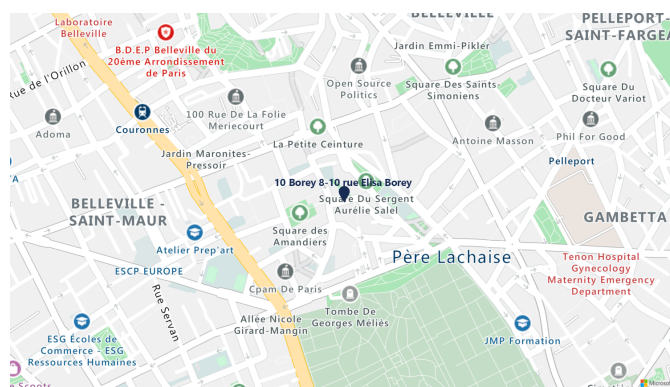 BELLEVILLE
PELLEPORT
SAINT-FARGEA
Laboratoire
Belleville
B.D.E.P Belleville du
20ème Arrondissement
de Paris
Jardin Emmi-Pikler
Rue de l'Orillon
Open Source
Politics
Square Des Saints-
Simoniens
Square Du
Docteur Variot
Adoma
Couronnes
100 Rue De La Folie
Mericourt
La Petite Ceinture
Antoine Masson
Phil For Good
Jardin Maronites-
Pressoir
Pelleport
TA
10 Borey 8-10 rue Elisa Borey
Square Du Sergent
Aurélie Salel
BELLEVILLE -
SAINT-MAUR
GAMBETTA
Square des
Amandiers
Atelier Prep'art
ESCP EUROPE
Père Lachaise
Tenon Hospital
Gynecology
Maternity Emergency
Department
Cpam De Paris
Rue Servan
Allée Nicole
Girard-Mangin
Tombe De
Georges Méliès
ESG Écoles de
Commerce - ESG
Ressources Humaines
JMP Formation
e Scoots